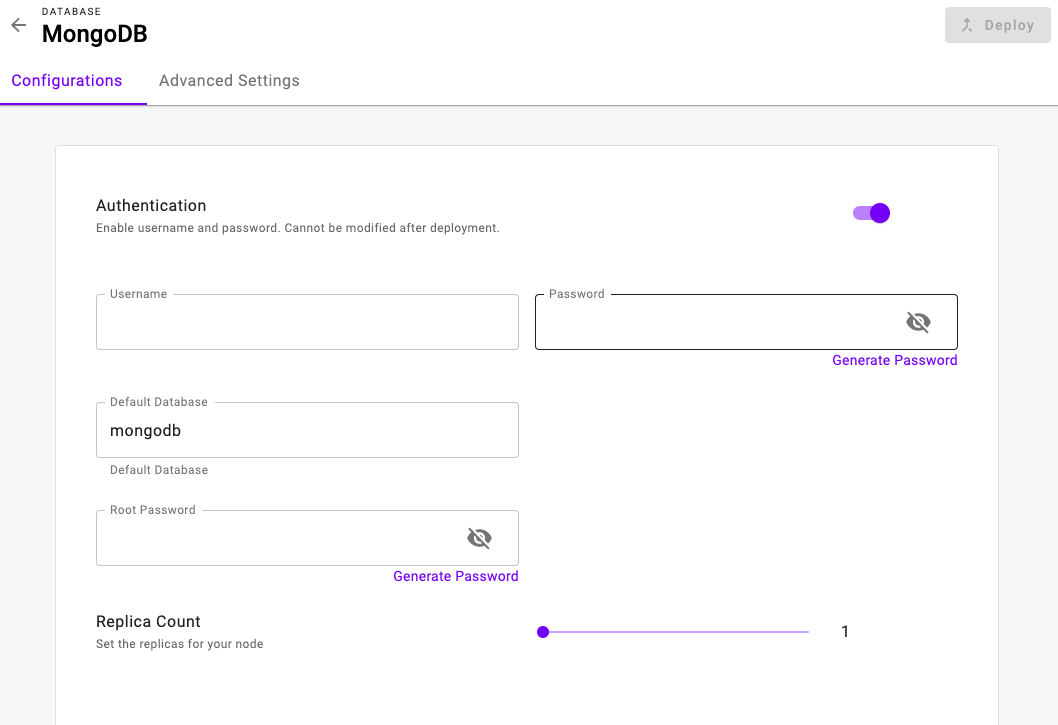 DATABASE
MongoDB
Deploy
Configurations
Advanced Settings
Authentication
Enable username and password. Cannot be modified after deployment.
Username
Password
Generate Password
Default Database
mongodb
Default Database
Root Password
Generate Password
Replica Count
1
Set the replicas for your node